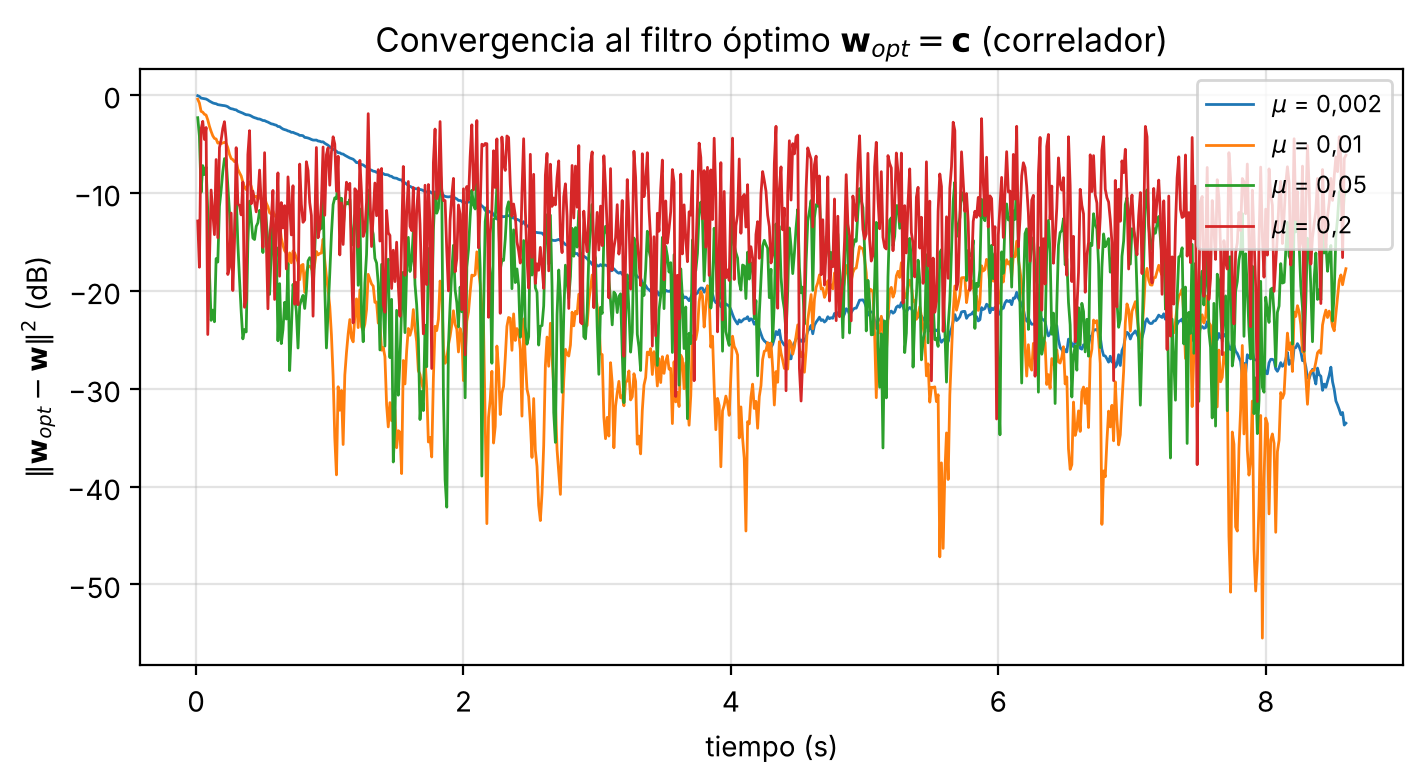 Convergencia al filtro óptimo w_opt = c (correlador)
‖w_opt − w‖² (dB)
0
−10
−20
−30
−40
−50
μ = 0,002
μ = 0,01
μ = 0,05
μ = 0,2
0 2 4 6 8
tiempo (s)